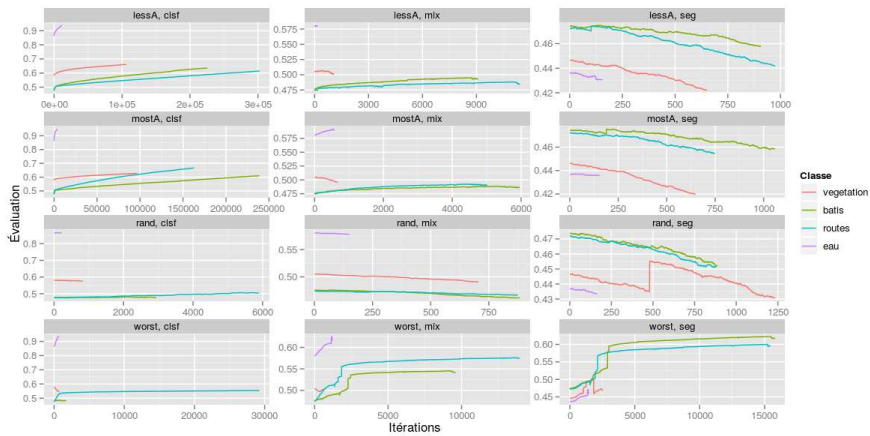 lessA, clsf
lessA, mix
lessA, seg
0.9
0.8
0.7
0.6
0.5
0.575
0.550
0.525
0.500
0.475
0.46
0.44
0.42
0e+00 1e+05 2e+05 3e+05
0 3000 6000 9000
0 250 500 750 1000
mostA, clsf
mostA, mix
mostA, seg
0.9
0.8
0.7
0.6
0.5
0.575
0.550
0.525
0.500
0.475
0.46
0.44
0.42
0 50000 100000 150000 200000 250000
0 2000 4000 6000
0 250 500 750 1000
rand, clsf
rand, mix
rand, seg
0.8
0.7
0.6
0.5
0.55
0.50
0.47
0.46
0.45
0.44
0.43
0 2000 4000 6000
0 250 500 750
0 250 500 750 1000 1250
worst, clsf
worst, mix
worst, seg
0.9
0.8
0.7
0.6
0.5
0.60
0.55
0.50
0.60
0.55
0.50
0.45
0 10000 20000 30000
0 5000 10000
0 5000 10000 15000
Évaluation
Itérations
Classe
vegetation
batis
routes
eau